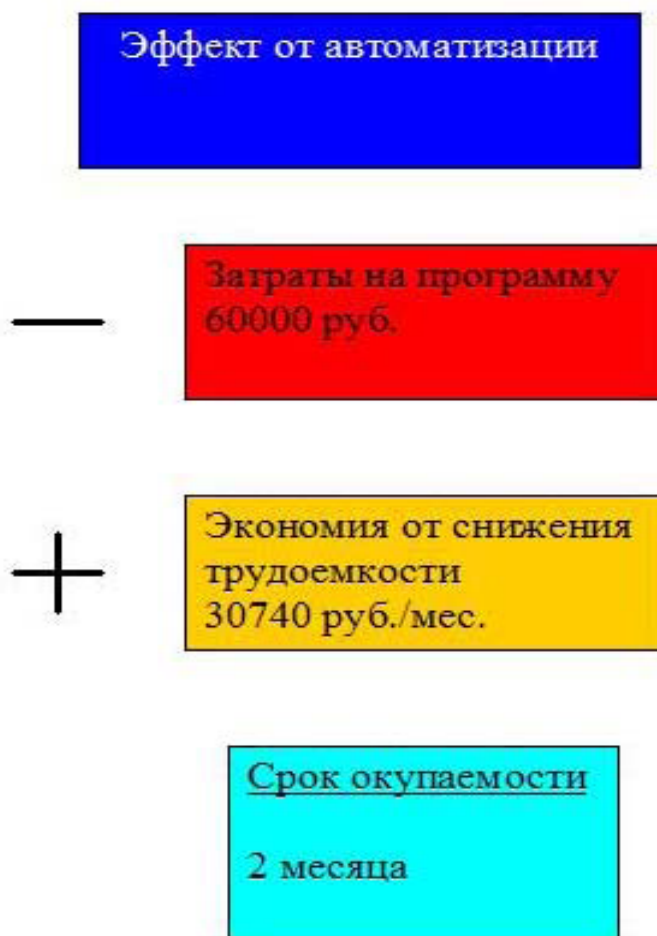 Эффект от автоматизации
Затраты на программу
60000 руб.
Экономия от снижения
трудоемкости
30740 руб./мес.
Срок окупаемости
2 месяца